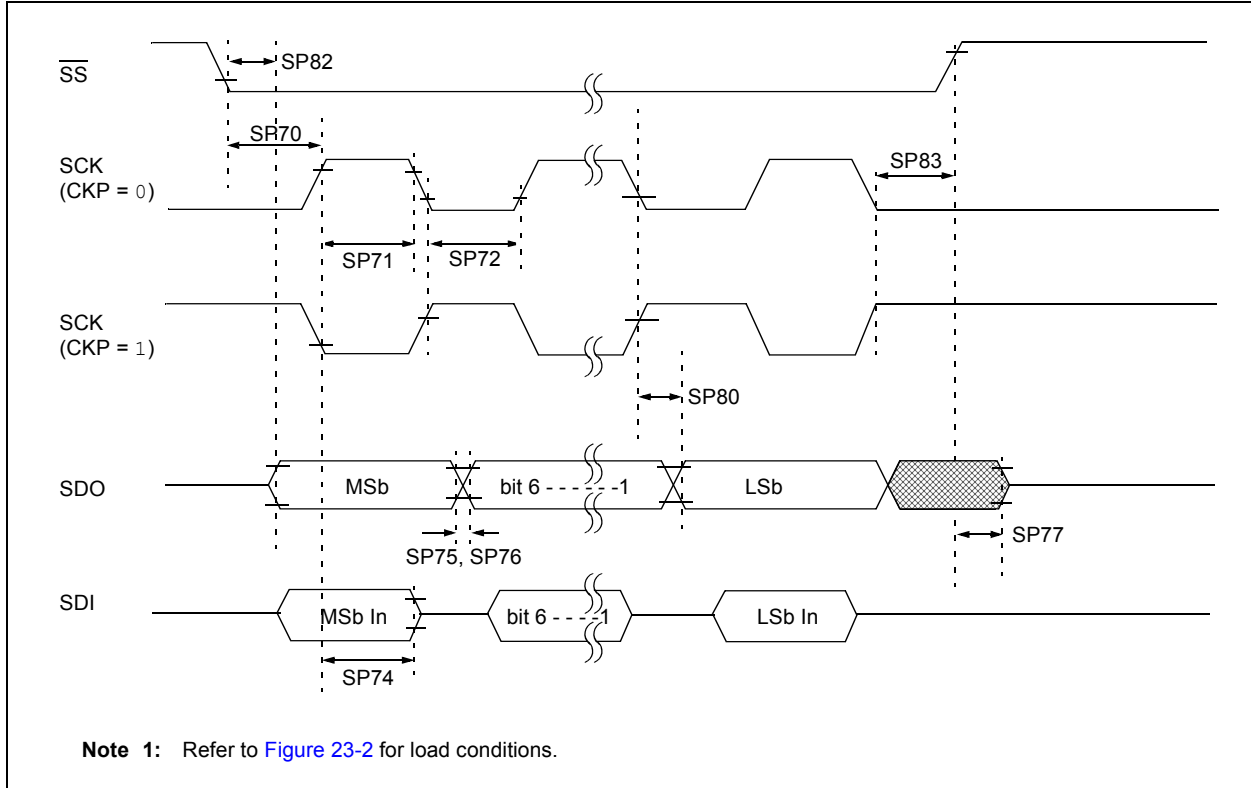 SS
SP82
SP70
SCK
(CKP = 0)
SP83
SP71
SP72
SCK
(CKP = 1)
SP80
SDO
MSb
bit 6 - - - - - -1
LSb
SP75, SP76
SP77
SDI
MSb In
bit 6 - - - -1
LSb In
SP74
Note 1: Refer to Figure 23-2 for load conditions.